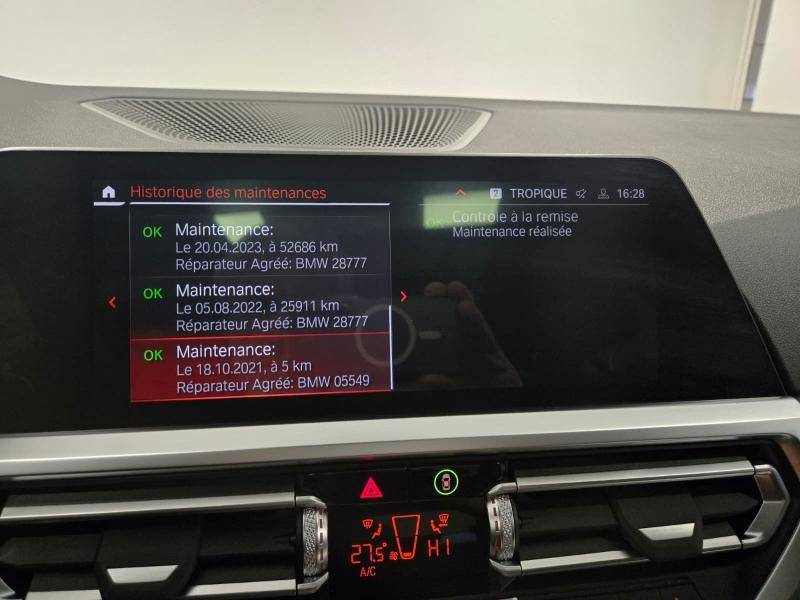 Historique des maintenances
2 TROPIQUE 16:28
OK Maintenance:
Le 20.04.2023, à 52686 km
Réparateur Agréé: BMW 28777
OK Maintenance:
Le 05.08.2022, à 25911 km
Réparateur Agréé: BMW 28777
OK Maintenance:
Le 18.10.2021, à 5 km
Réparateur Agréé: BMW 05549
OK Contrôle à la remise
Maintenance réalisée
27.5° HI
A/C